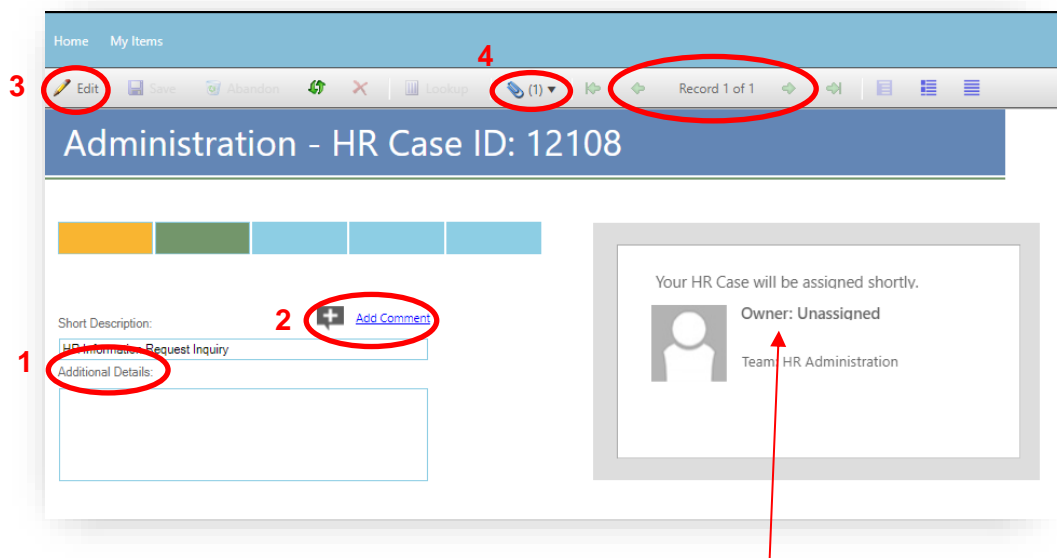 Home My Items
4
3 Edit Save Abandon Lookup (1) Record 1 of 1
Administration - HR Case ID: 12108
Your HR Case will be assigned shortly.
Owner: Unassigned
Team: HR Administration
2 Add Comment
Short Description:
HR Information Request Inquiry
1
Additional Details: